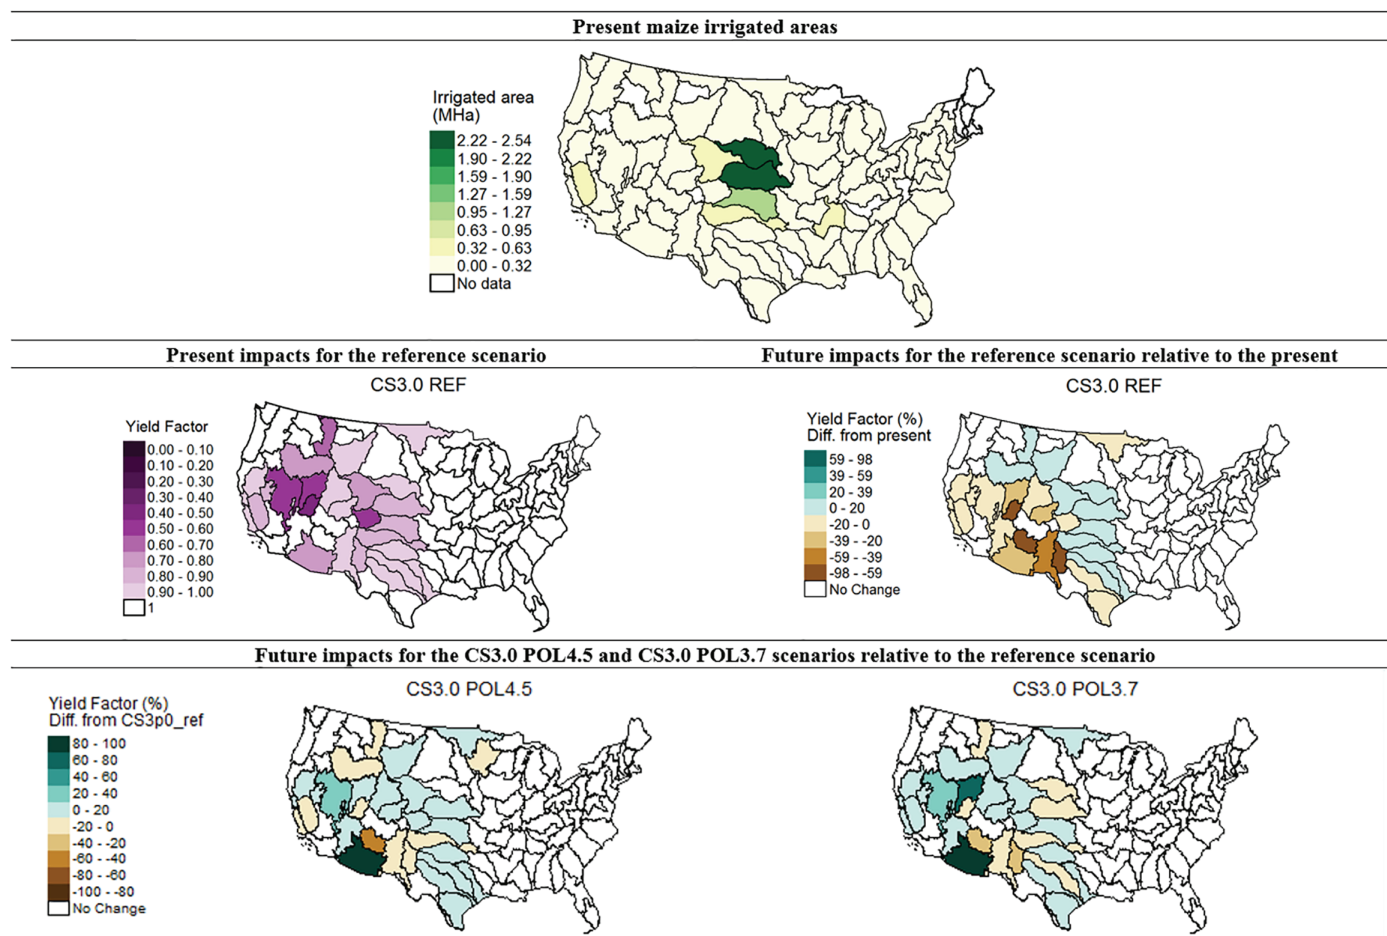 Present maize irrigated areas
Irrigated area
(MHa)
2.22 - 2.54
1.90 - 2.22
1.59 - 1.90
1.27 - 1.59
0.95 - 1.27
0.63 - 0.95
0.32 - 0.63
0.00 - 0.32
No data
Present impacts for the reference scenario
Future impacts for the reference scenario relative to the present
CS3.0 REF
Yield Factor
0.00 - 0.10
0.10 - 0.20
0.20 - 0.30
0.30 - 0.40
0.40 - 0.50
0.50 - 0.60
0.60 - 0.70
0.70 - 0.80
0.80 - 0.90
0.90 - 1.00
1
CS3.0 REF
Yield Factor (%)
Diff. from present
59 - 98
39 - 59
20 - 39
0 - 20
-20 - 0
-39 - -20
-59 - -39
-98 - -59
No Change
Future impacts for the CS3.0 POL4.5 and CS3.0 POL3.7 scenarios relative to the reference scenario
Yield Factor (%)
Diff. from CS3p0_ref
80 - 100
60 - 80
40 - 60
20 - 40
0 - 20
-20 - 0
-40 - -20
-60 - -40
-80 - -60
-100 - -80
No Change
CS3.0 POL4.5
CS3.0 POL3.7